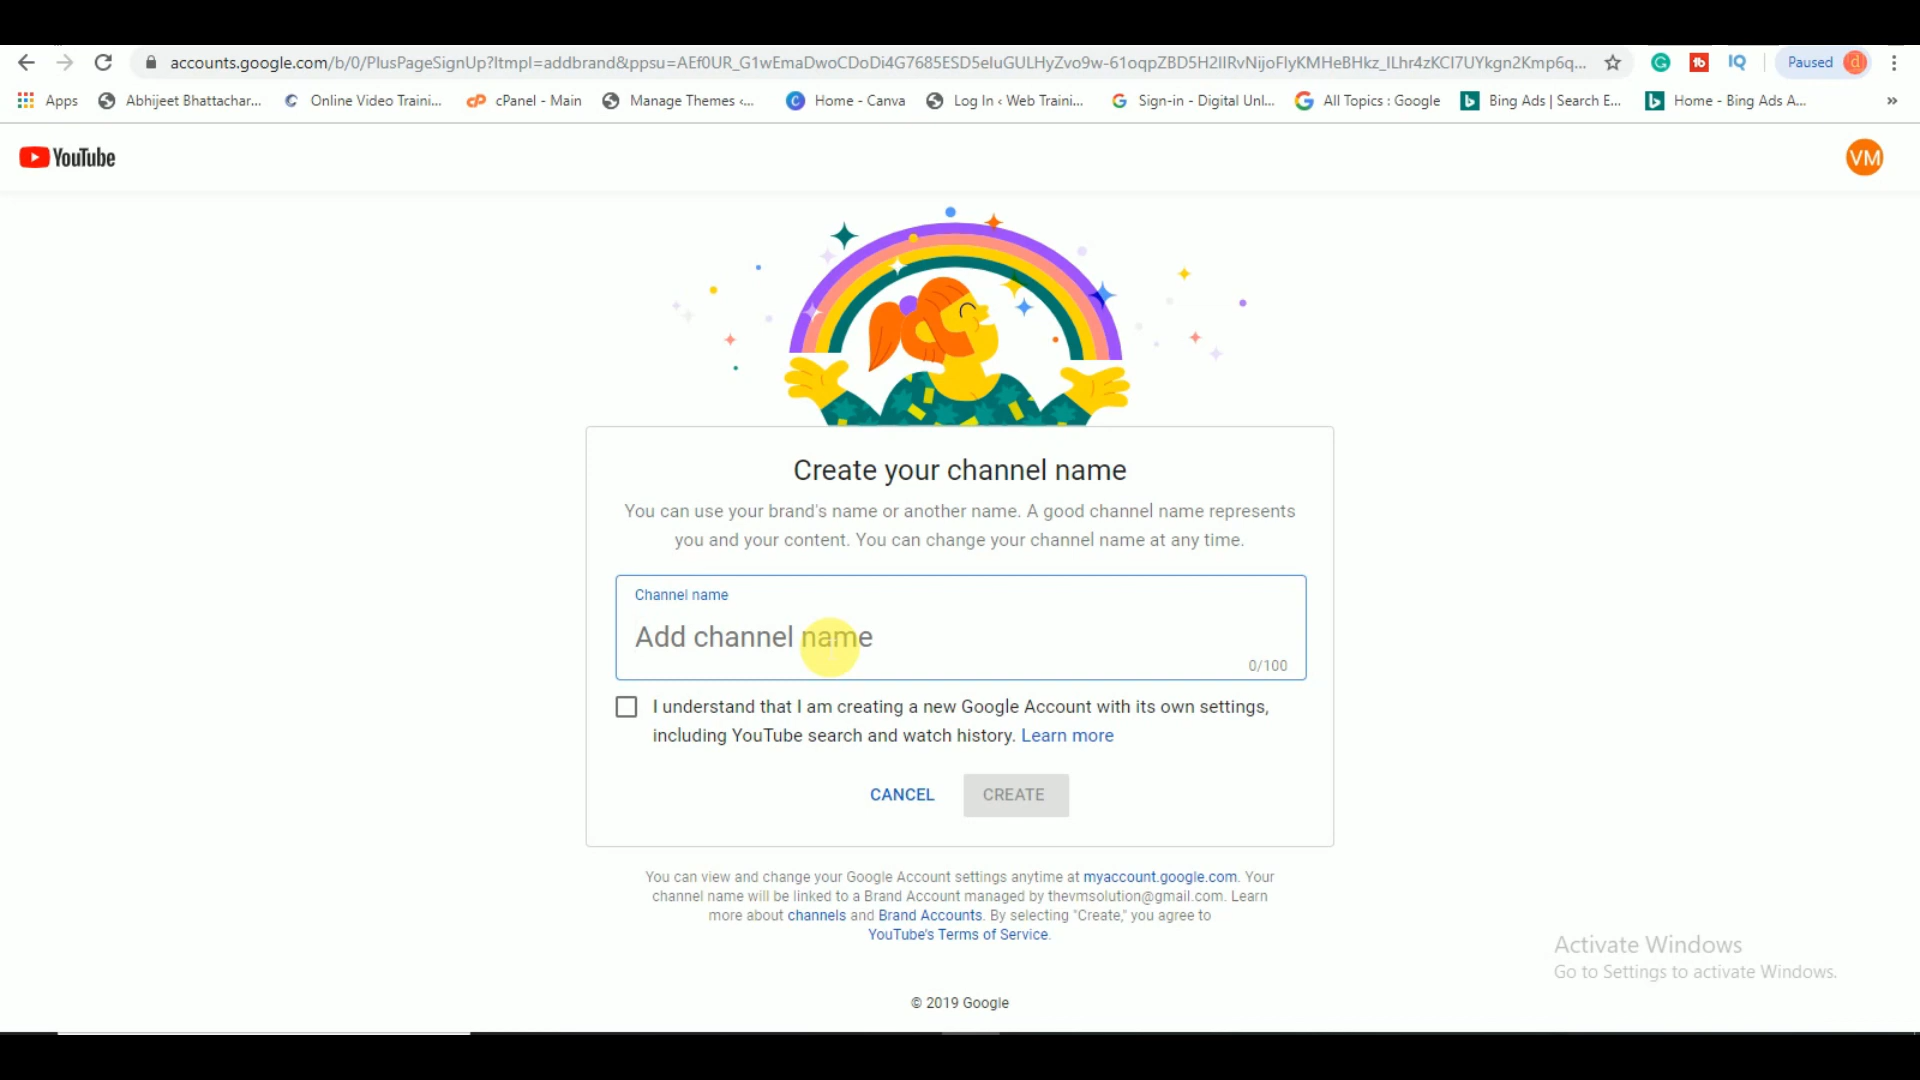 accounts.google.com/b/0/PlusPageSignUp?ltmpl=addbrand&ppsu=
Paused d
Apps Abhijeet Bhattachar... Online Video Traini... cPanel - Main Manage Themes ‹... Home - Canva Log In ‹ Web Traini... Sign-in - Digital Unl... All Topics : Google Bing Ads | Search E... Home - Bing Ads A... »
YouTube
VM
Create your channel name
You can use your brand's name or another name. A good channel name represents
you and your content. You can change your channel name at any time.
Channel name
Add channel name
0/100
I understand that I am creating a new Google Account with its own settings,
including YouTube search and watch history. Learn more
CANCEL CREATE
You can view and change your Google Account settings anytime at myaccount.google.com. Your
channel name will be linked to a Brand Account managed by thevmsolution@gmail.com. Learn
more about channels and Brand Accounts. By selecting "Create," you agree to
YouTube's Terms of Service.
Activate Windows
Go to Settings to activate Windows.
© 2019 Google